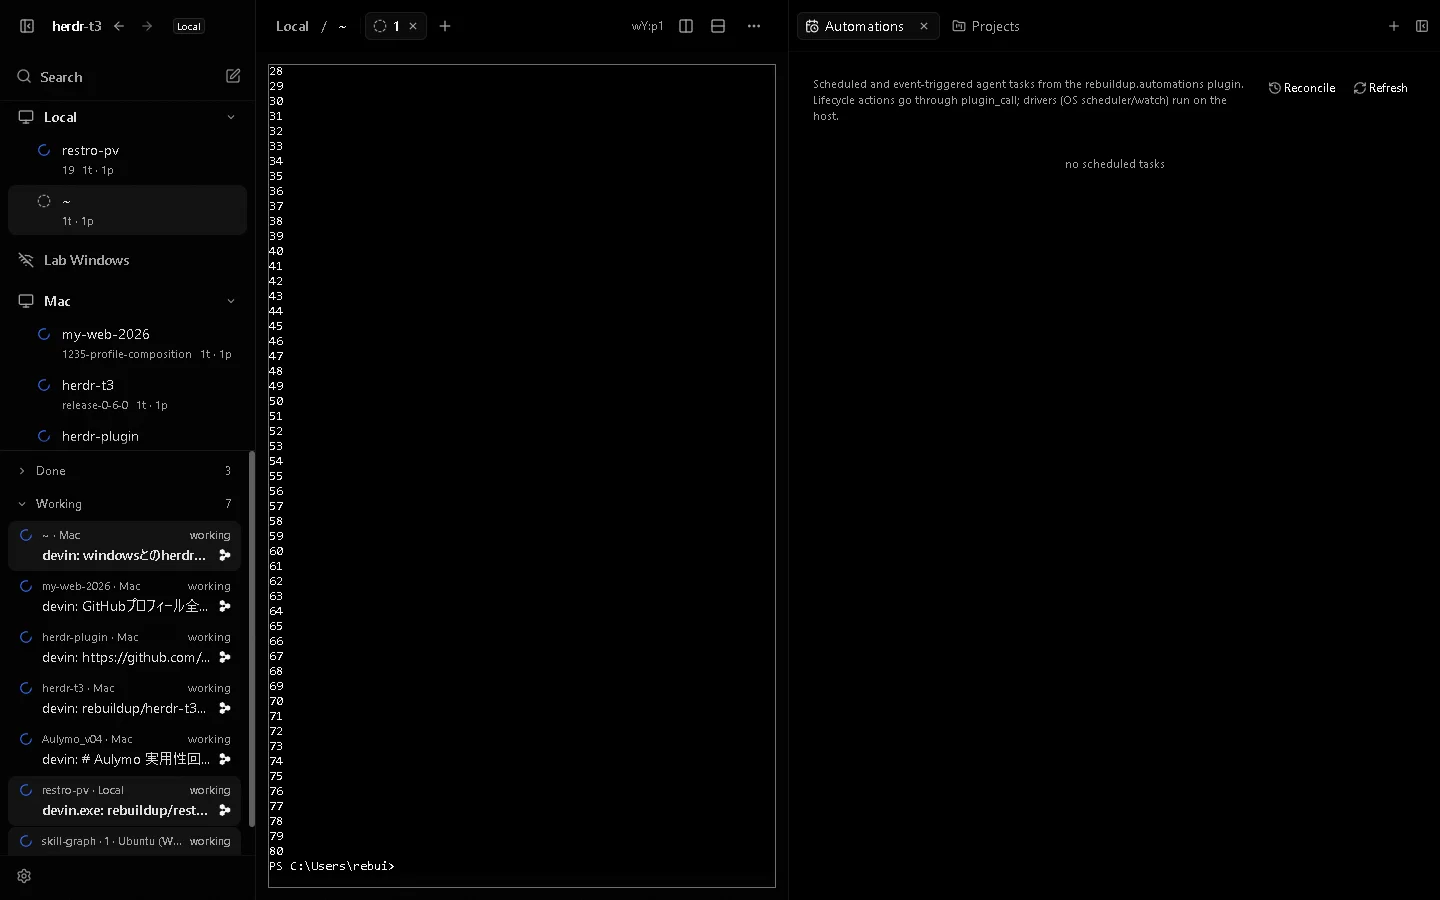 herdr-t3
Local
Search
Local
restro-pv
19 1t · 1p
~
1t · 1p
Lab Windows
Mac
my-web-2026
1235-profile-composition 1t · 1p
herdr-t3
release-0-6-0 1t · 1p
herdr-plugin
Done 3
Working 7
~ · Mac working
devin: windowsとのherdr...
my-web-2026 · Mac working
devin: GitHubプロフィール全...
herdr-plugin · Mac working
devin: https://github.com/...
herdr-t3 · Mac working
devin: rebuildup/herdr-t3...
Aulymo_v04 · Mac working
devin: # Aulymo 実用性回...
restro-pv · Local working
devin.exe: rebuildup/rest...
skill-graph · 1 · Ubuntu (W... working
Local / ~ 1
wY:p1
28
29
30
31
32
33
34
35
36
37
38
39
40
41
42
43
44
45
46
47
48
49
50
51
52
53
54
55
56
57
58
59
60
61
62
63
64
65
66
67
68
69
70
71
72
73
74
75
76
77
78
79
80
PS C:\Users\rebui>
Automations
Projects
Scheduled and event-triggered agent tasks from the rebuildup.automations plugin.
Lifecycle actions go through plugin_call; drivers (OS scheduler/watch) run on the
host.
Reconcile
Refresh
no scheduled tasks